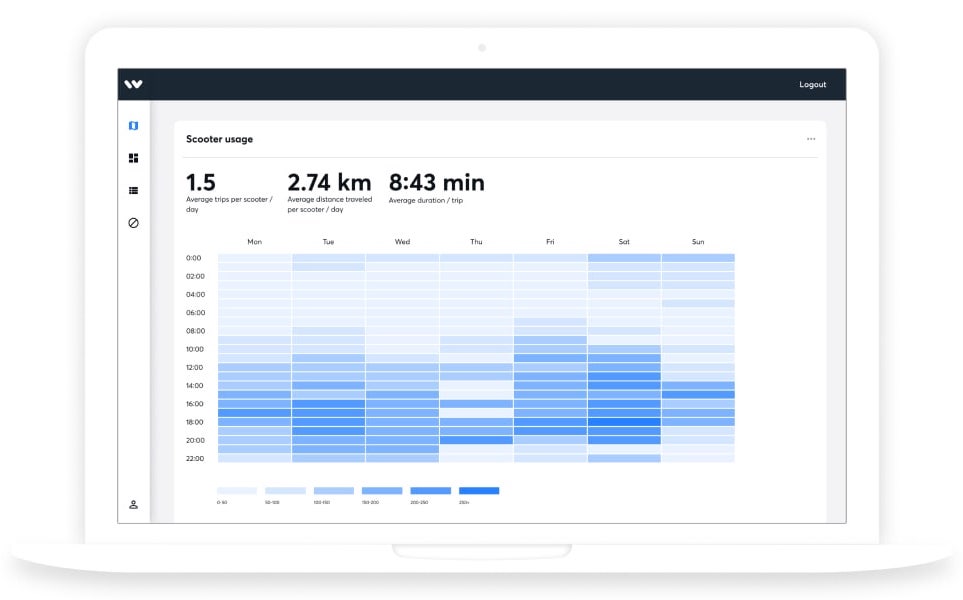 Logout
Scooter usage
1.5
Average trips per scooter /
day
2.74 km
Average distance traveled
per scooter / day
8:43 min
Average duration / trip
Mon Tue Wed Thu Fri Sat Sun
0:00
02:00
04:00
06:00
08:00
10:00
12:00
14:00
16:00
18:00
20:00
22:00
0-50 50-100 100-150 150-200 200-250 250+